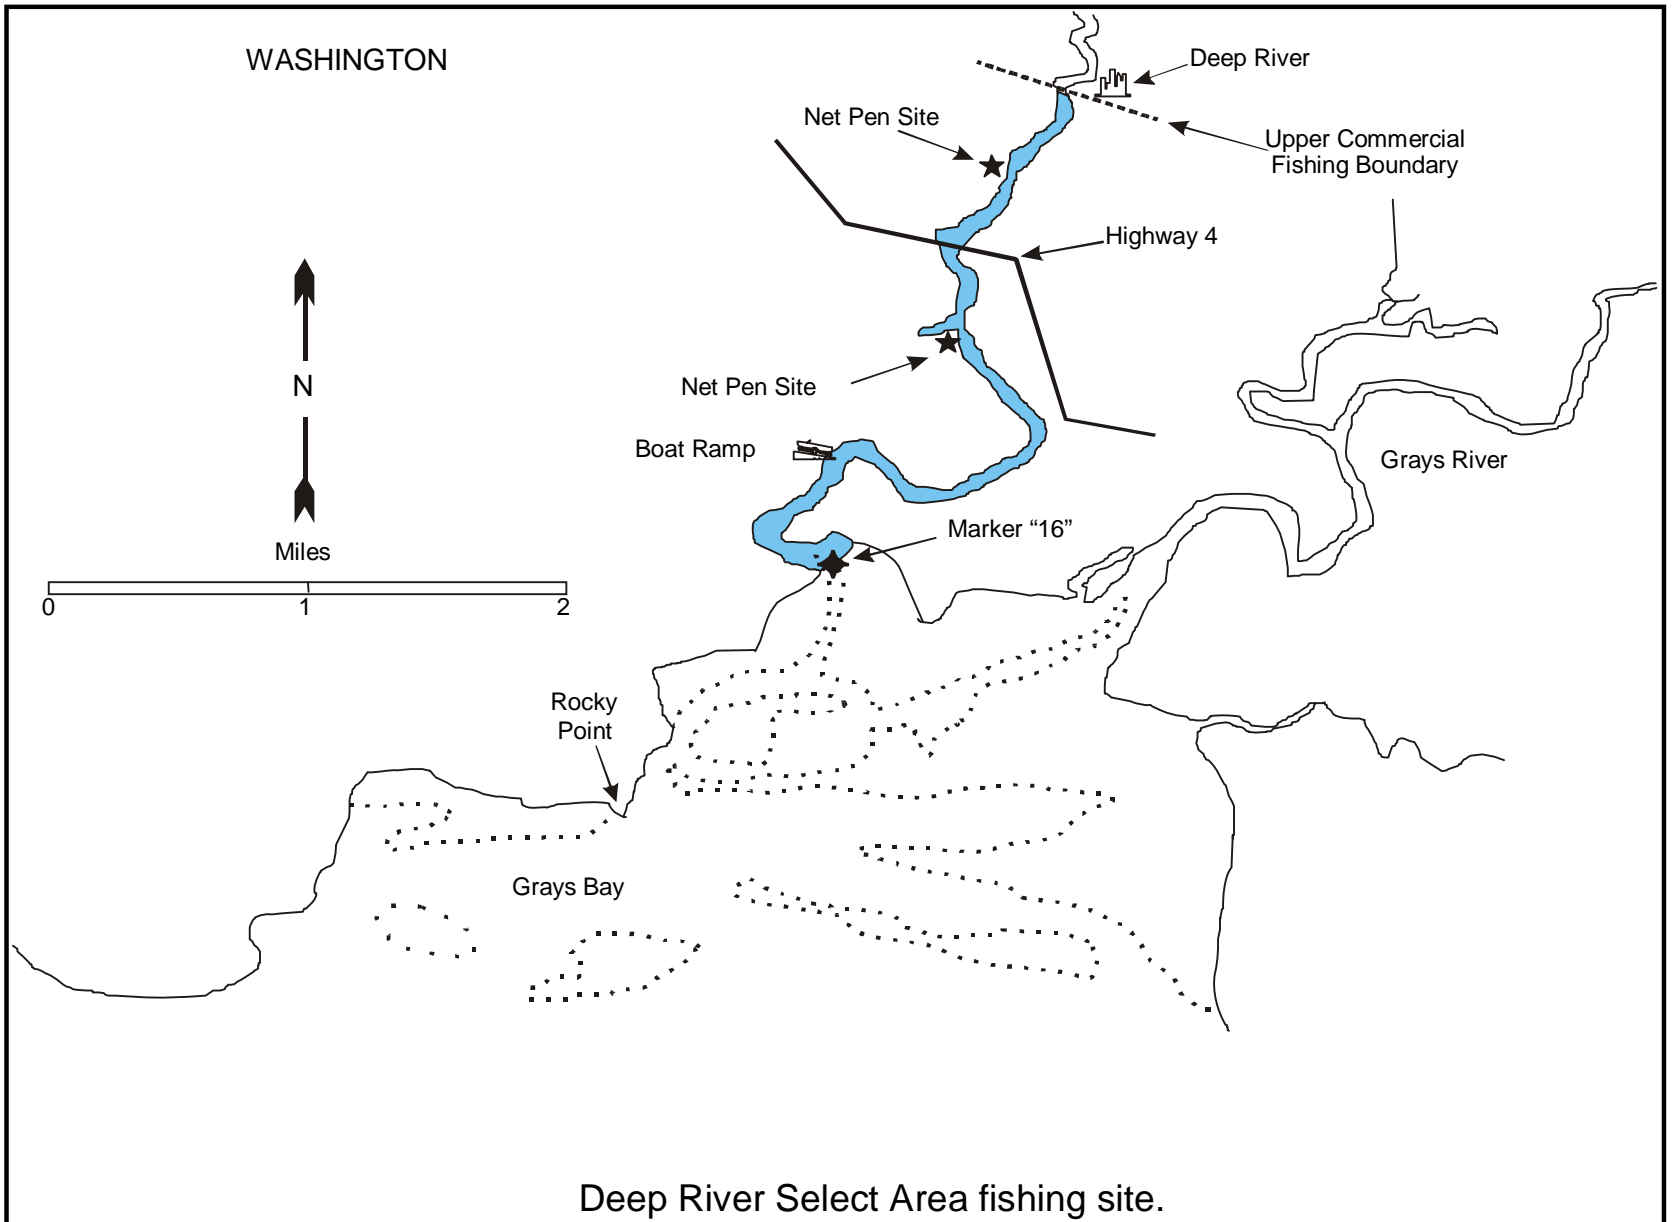 WASHINGTON
Deep River
Net Pen Site
Upper Commercial
Fishing Boundary
Highway 4
N
Net Pen Site
Boat Ramp
Grays River
Marker “16”
Miles
0 1 2
Rocky
Point
Grays Bay
Deep River Select Area fishing site.